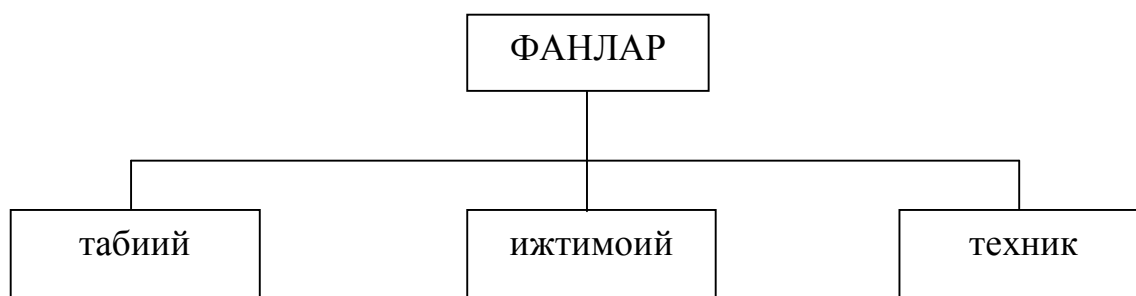 ФАНЛАР
табиий
ижтимоий
техник